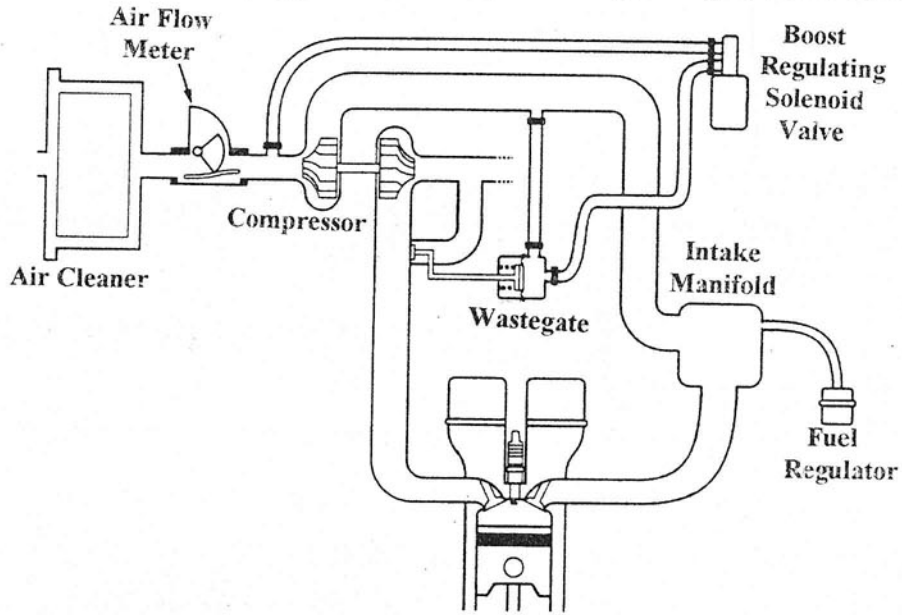 Air Flow
Meter
Boost
Regulating
Solenoid
Valve
Compressor
Air Cleaner
Intake
Manifold
Wastegate
Fuel
Regulator